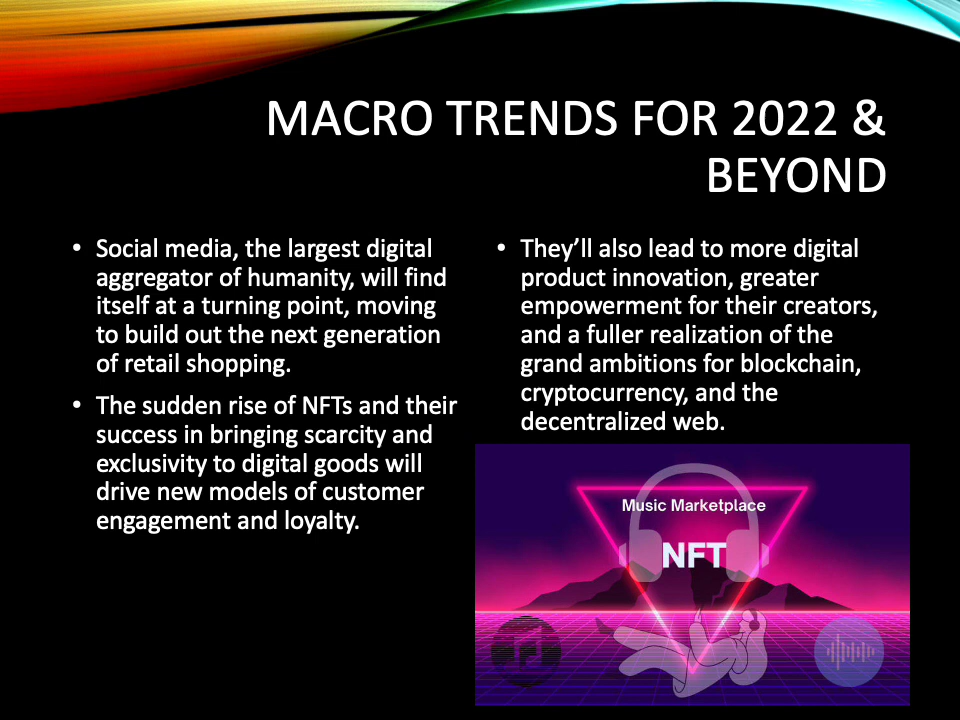 MACRO TRENDS FOR 2022 &
BEYOND
• Social media, the largest digital
aggregator of humanity, will find
itself at a turning point, moving
to build out the next generation
of retail shopping.
• The sudden rise of NFTs and their
success in bringing scarcity and
exclusivity to digital goods will
drive new models of customer
engagement and loyalty.
• They’ll also lead to more digital
product innovation, greater
empowerment for their creators,
and a fuller realization of the
grand ambitions for blockchain,
cryptocurrency, and the
decentralized web.
Music Marketplace
NFT